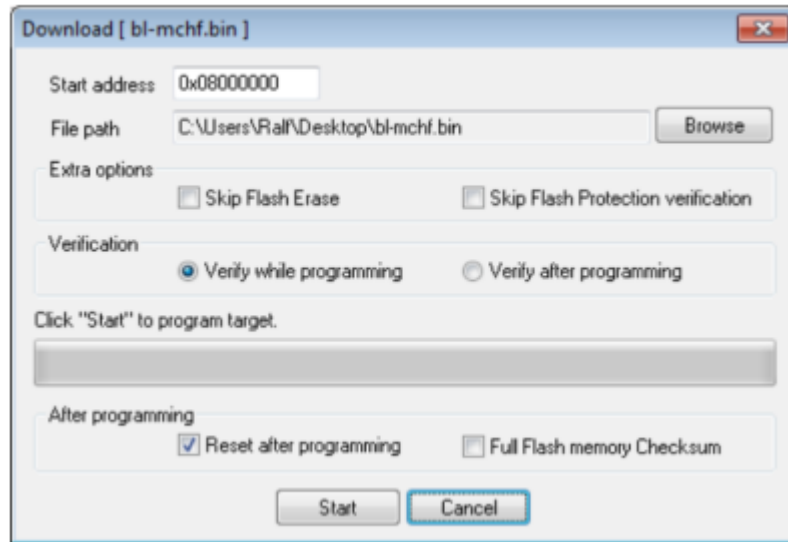 Download [ bl-mchf.bin ]
Start address 0x08000000
File path C:\Users\Ralf\Desktop\bl-mchf.bin Browse
Extra options
Skip Flash Erase Skip Flash Protection verification
Verification
Verify while programming Verify after programming
Click "Start" to program target.
After programming
Reset after programming Full Flash memory Checksum
Start Cancel